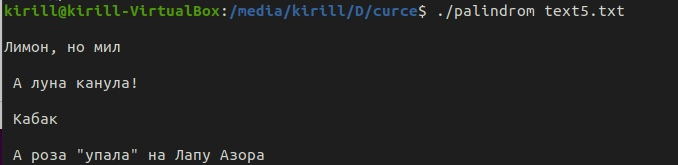 kirill@kirill-VirtualBox:/media/kirill/D/curce$ ./palindrom text5.txt
Лимон, но мил
А луна канула!
Кабак
А роза "упала" на Лапу Азора